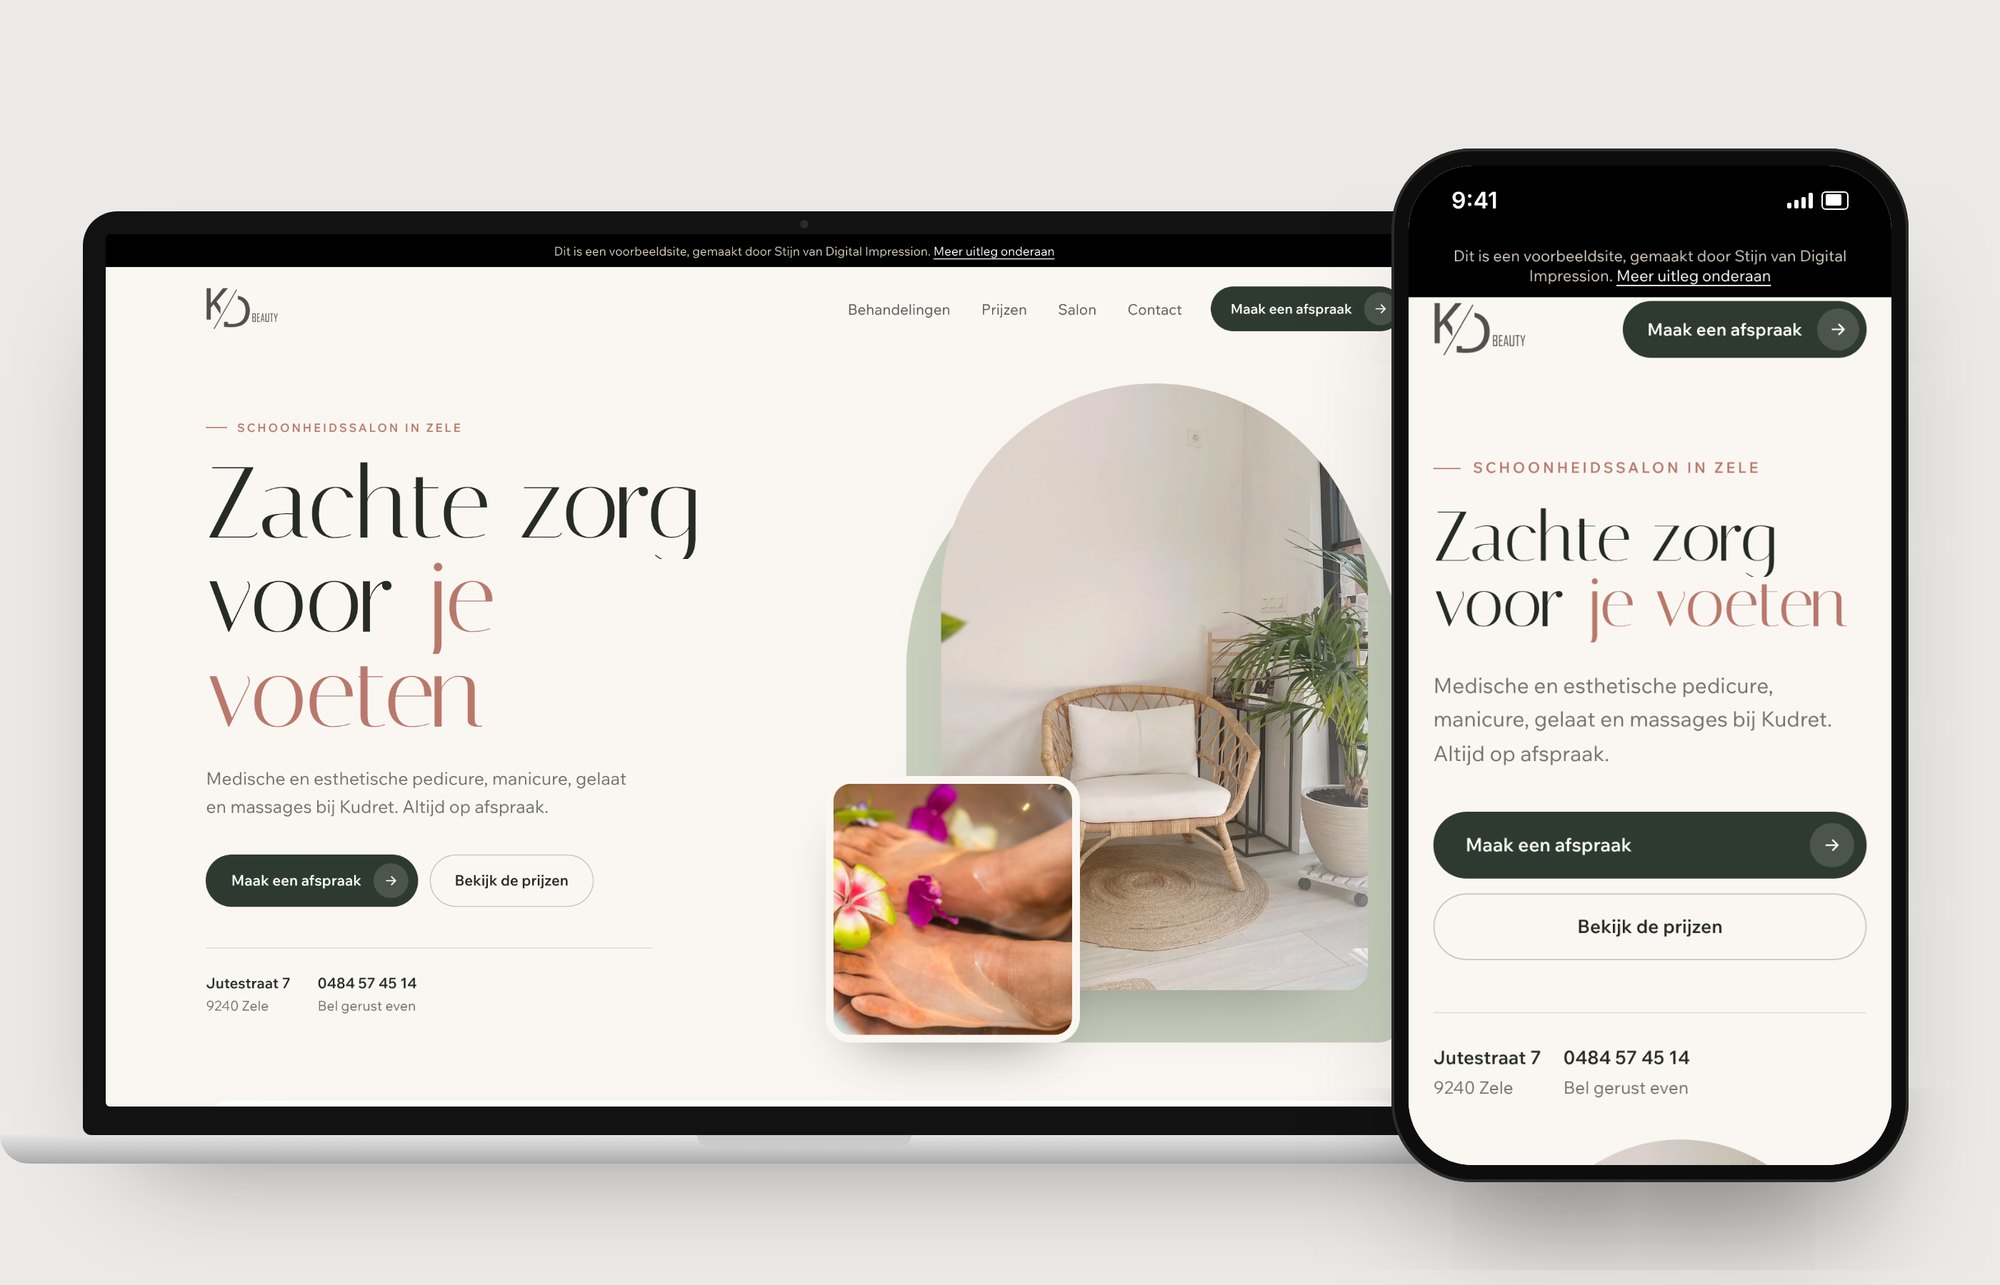 Dit is een voorbeeldsite, gemaakt door Stijn van Digital Impression. Meer uitleg onderaan
KD BEAUTY
Behandelingen Prijzen Salon Contact Maak een afspraak
SCHOONHEIDSSALON IN ZELE
Zachte zorg
voor je
voeten
Medische en esthetische pedicure, manicure, gelaat
en massages bij Kudret. Altijd op afspraak.
Maak een afspraak Bekijk de prijzen
Jutestraat 7 0484 57 45 14
9240 Zele Bel gerust even
9:41
Dit is een voorbeeldsite, gemaakt door Stijn van Digital
Impression. Meer uitleg onderaan
KD BEAUTY Maak een afspraak
SCHOONHEIDSSALON IN ZELE
Zachte zorg
voor je voeten
Medische en esthetische pedicure,
manicure, gelaat en massages bij Kudret.
Altijd op afspraak.
Maak een afspraak
Bekijk de prijzen
Jutestraat 7 0484 57 45 14
9240 Zele Bel gerust even